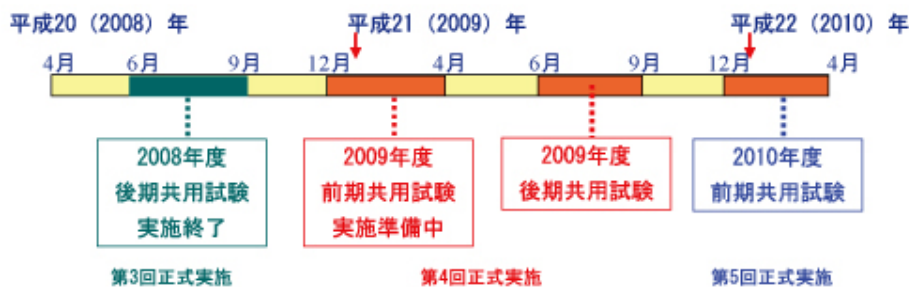 平成20（2008）年 平成21（2009）年 平成22（2010）年
4月 6月 9月 12月 4月 6月 9月 12月 4月
2008年度 2009年度 2009年度 2010年度
後期共用試験 前期共用試験 後期共用試験 前期共用試験
実施終了 実施準備中
第3回正式実施 第4回正式実施 第5回正式実施